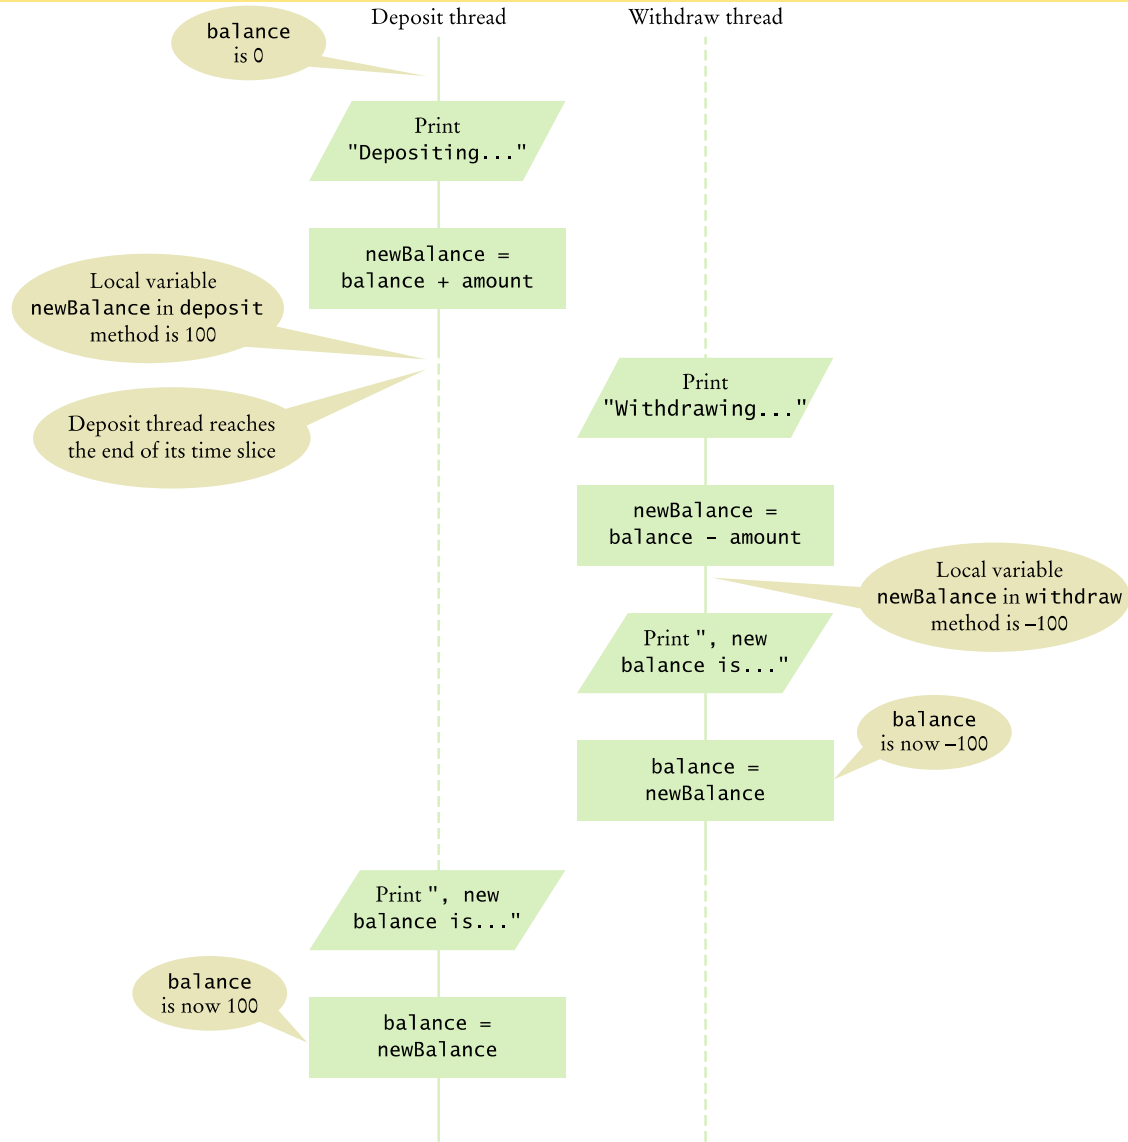 Deposit thread
Withdraw thread
balance
is 0
Print
"Depositing..."
newBalance =
balance + amount
Local variable
newBalance in deposit
method is 100
Deposit thread reaches
the end of its time slice
Print
"Withdrawing..."
newBalance =
balance – amount
Local variable
newBalance in withdraw
method is –100
Print ", new
balance is..."
balance
is now –100
balance =
newBalance
Print ", new
balance is..."
balance
is now 100
balance =
newBalance